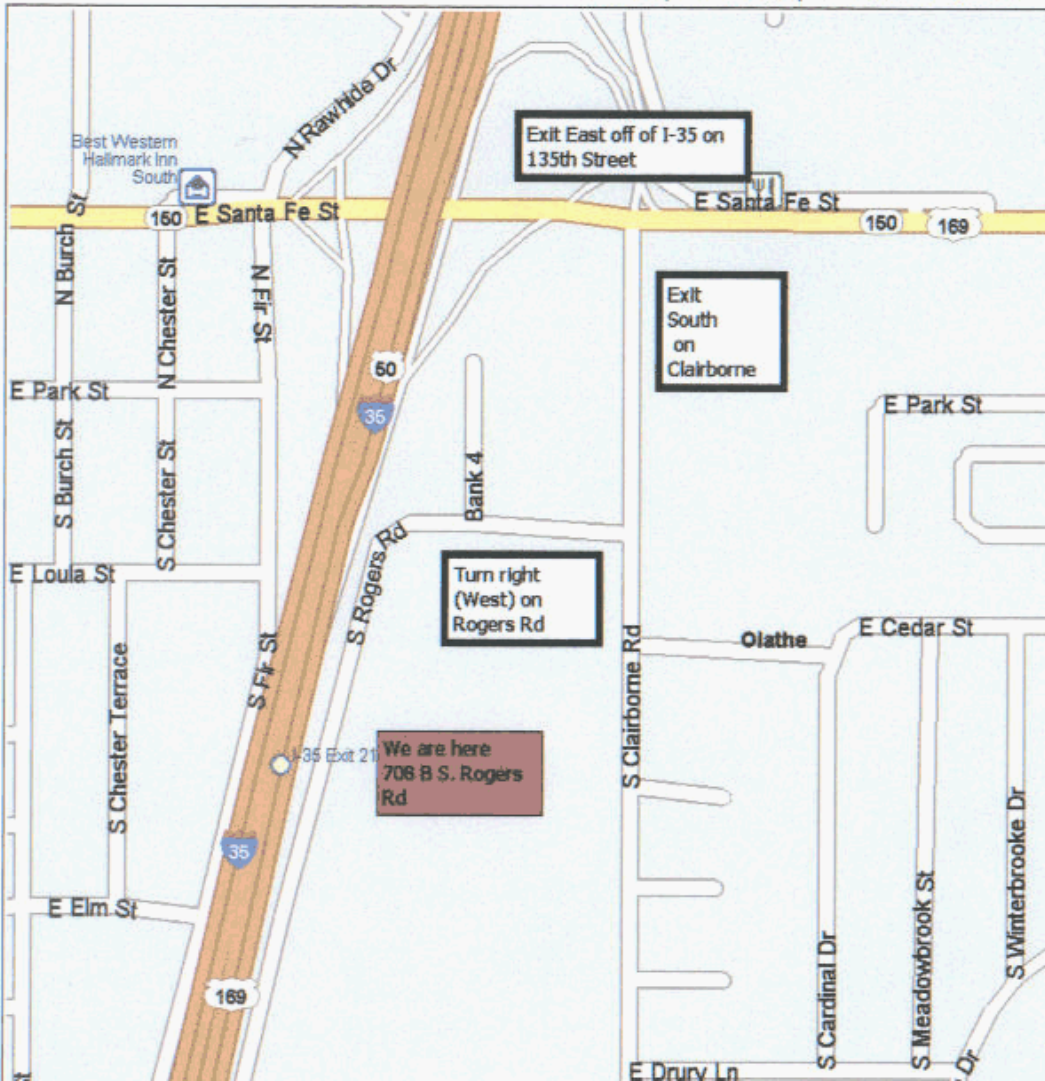 N Rawhide Dr
Best Western
Hallmark Inn
South
Exit East off of I-35 on
135th Street
150
E Santa Fe St
E Santa Fe St
150
169
N Burch St
N Chester St
N Fir St
Exit
South
on
Clairborne
50
35
E Park St
E Park St
S Burch St
S Chester St
Bank 4
S Rogers Rd
E Loula St
Turn right
(West) on
Rogers Rd
Olathe
E Cedar St
S Fir St
S Clairborne Rd
S Chester Terrace
I-35 Exit 21
We are here
708 B S. Rogers
Rd
35
E Elm St
S Cardinal Dr
S Meadowbrook St
S Winterbrooke Dr
169
E Drury Ln
Dr
St